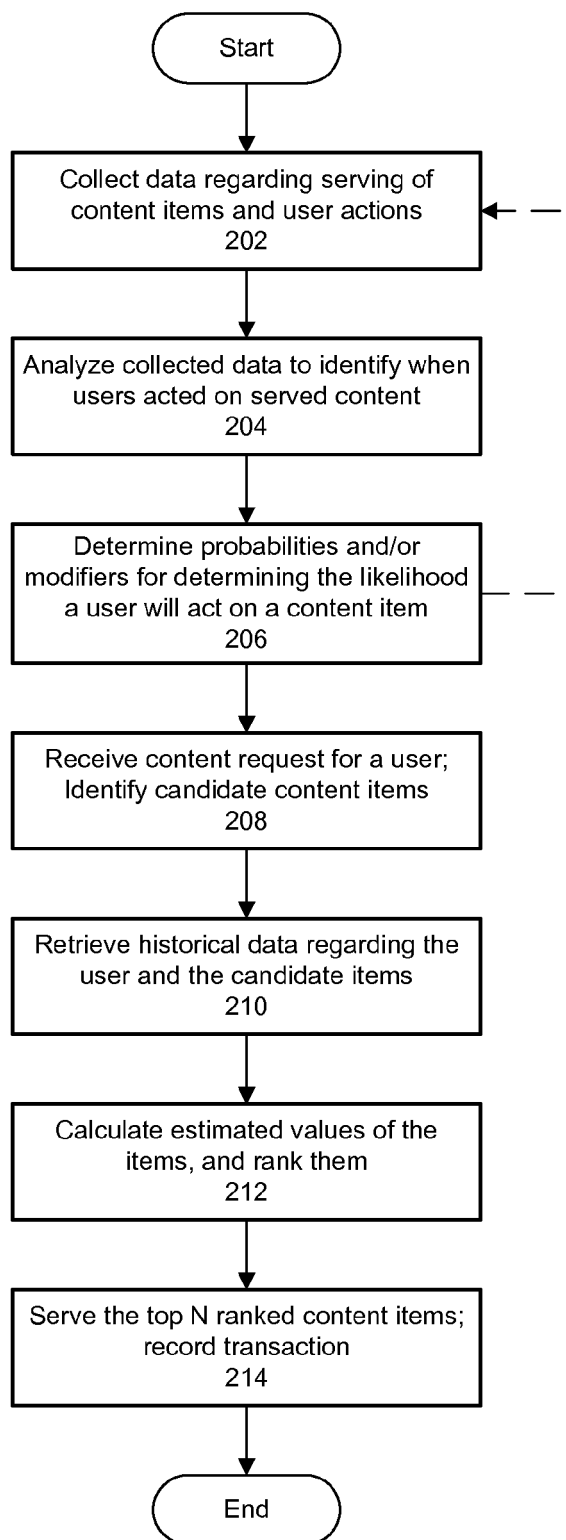 Start
Collect data regarding serving of
content items and user actions
202
Analyze collected data to identify when
users acted on served content
204
Determine probabilities and/or
modifiers for determining the likelihood
a user will act on a content item
206
Receive content request for a user;
Identify candidate content items
208
Retrieve historical data regarding the
user and the candidate items
210
Calculate estimated values of the
items, and rank them
212
Serve the top N ranked content items;
record transaction
214
End